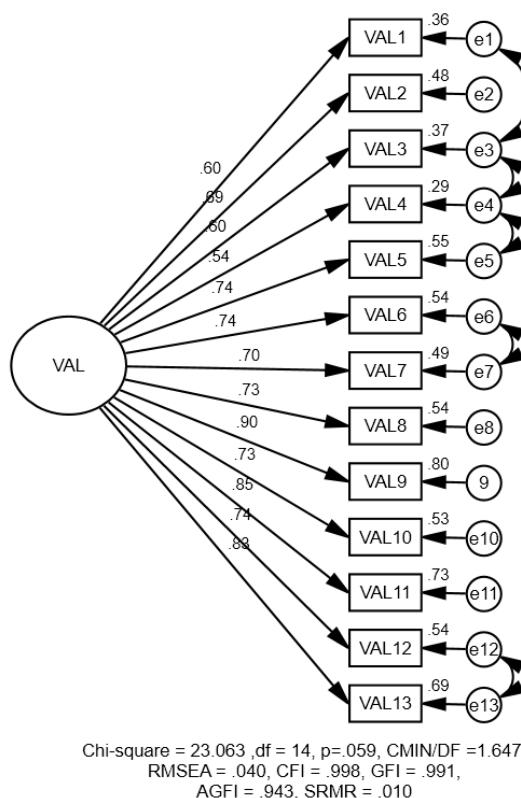 .36
VAL1 e1
.48
VAL2 e2
.37
VAL3 e3
.60
.29
.69
VAL4 e4
.60
.55
.54
VAL5 e5
.74
.54
.74
VAL6 e6
.49
VAL .70 VAL7 e7
.73
.54
VAL8 e8
.90
.80
VAL9 9
.73
.53
.85
VAL10 e10
.74
.73
.83
VAL11 e11
.54
VAL12 e12
.69
VAL13 e13
Chi-square = 23.063 ,df = 14, p=.059, CMIN/DF =1.647
RMSEA = .040, CFI = .998, GFI = .991,
AGFI = .943, SRMR = .010